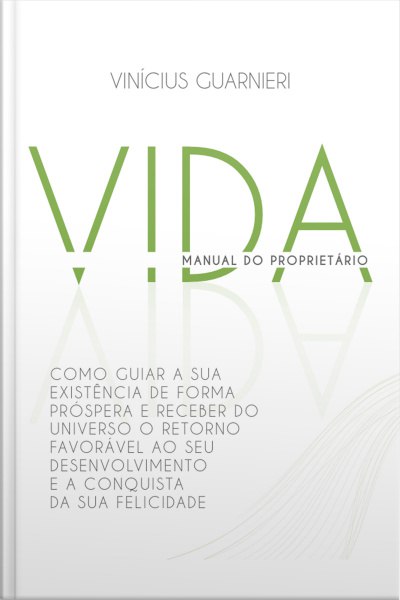 VINÍCIUS GUARNIERI
VIDA
MANUAL DO PROPRIETÁRIO
COMO GUIAR A SUA
EXISTÊNCIA DE FORMA
PRÓSPERA E RECEBER DO
UNIVERSO O RETORNO
FAVORÁVEL AO SEU
DESENVOLVIMENTO
E A CONQUISTA
DA SUA FELICIDADE